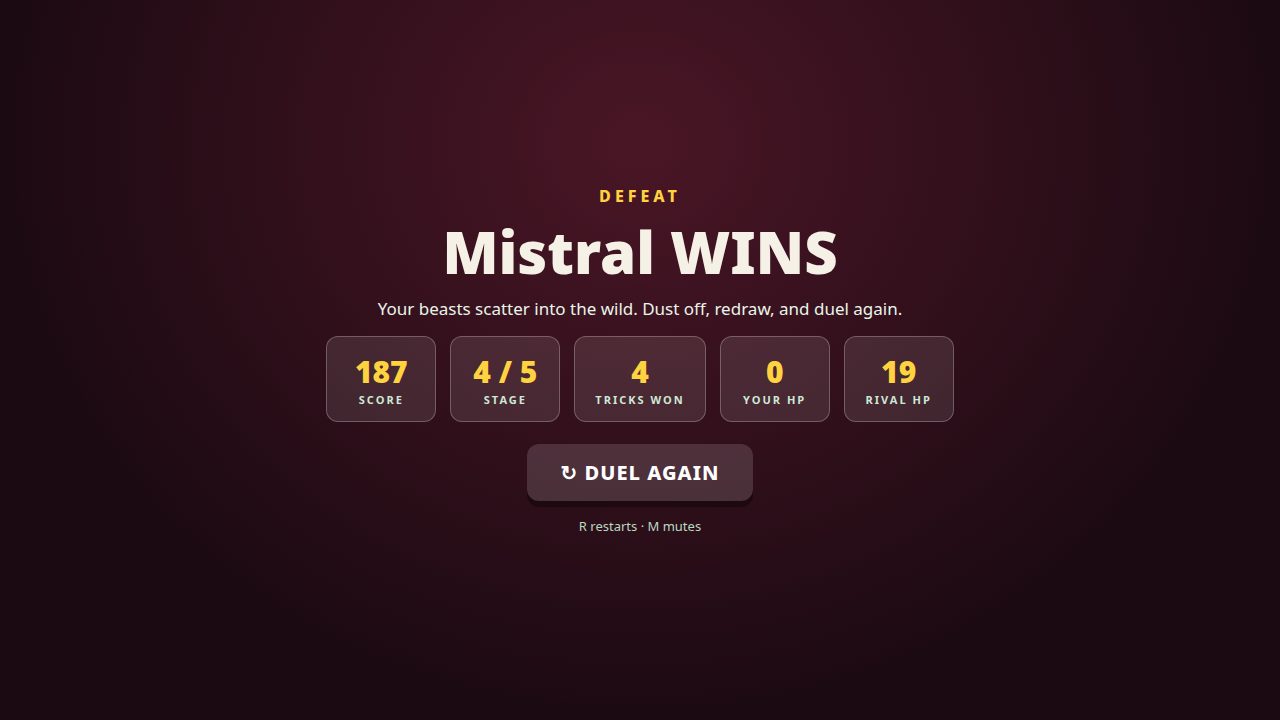 DEFEAT
Mistral WINS
Your beasts scatter into the wild. Dust off, redraw, and duel again.
187 4 / 5 4 0 19
SCORE STAGE TRICKS WON YOUR HP RIVAL HP
↻ DUEL AGAIN
R restarts · M mutes